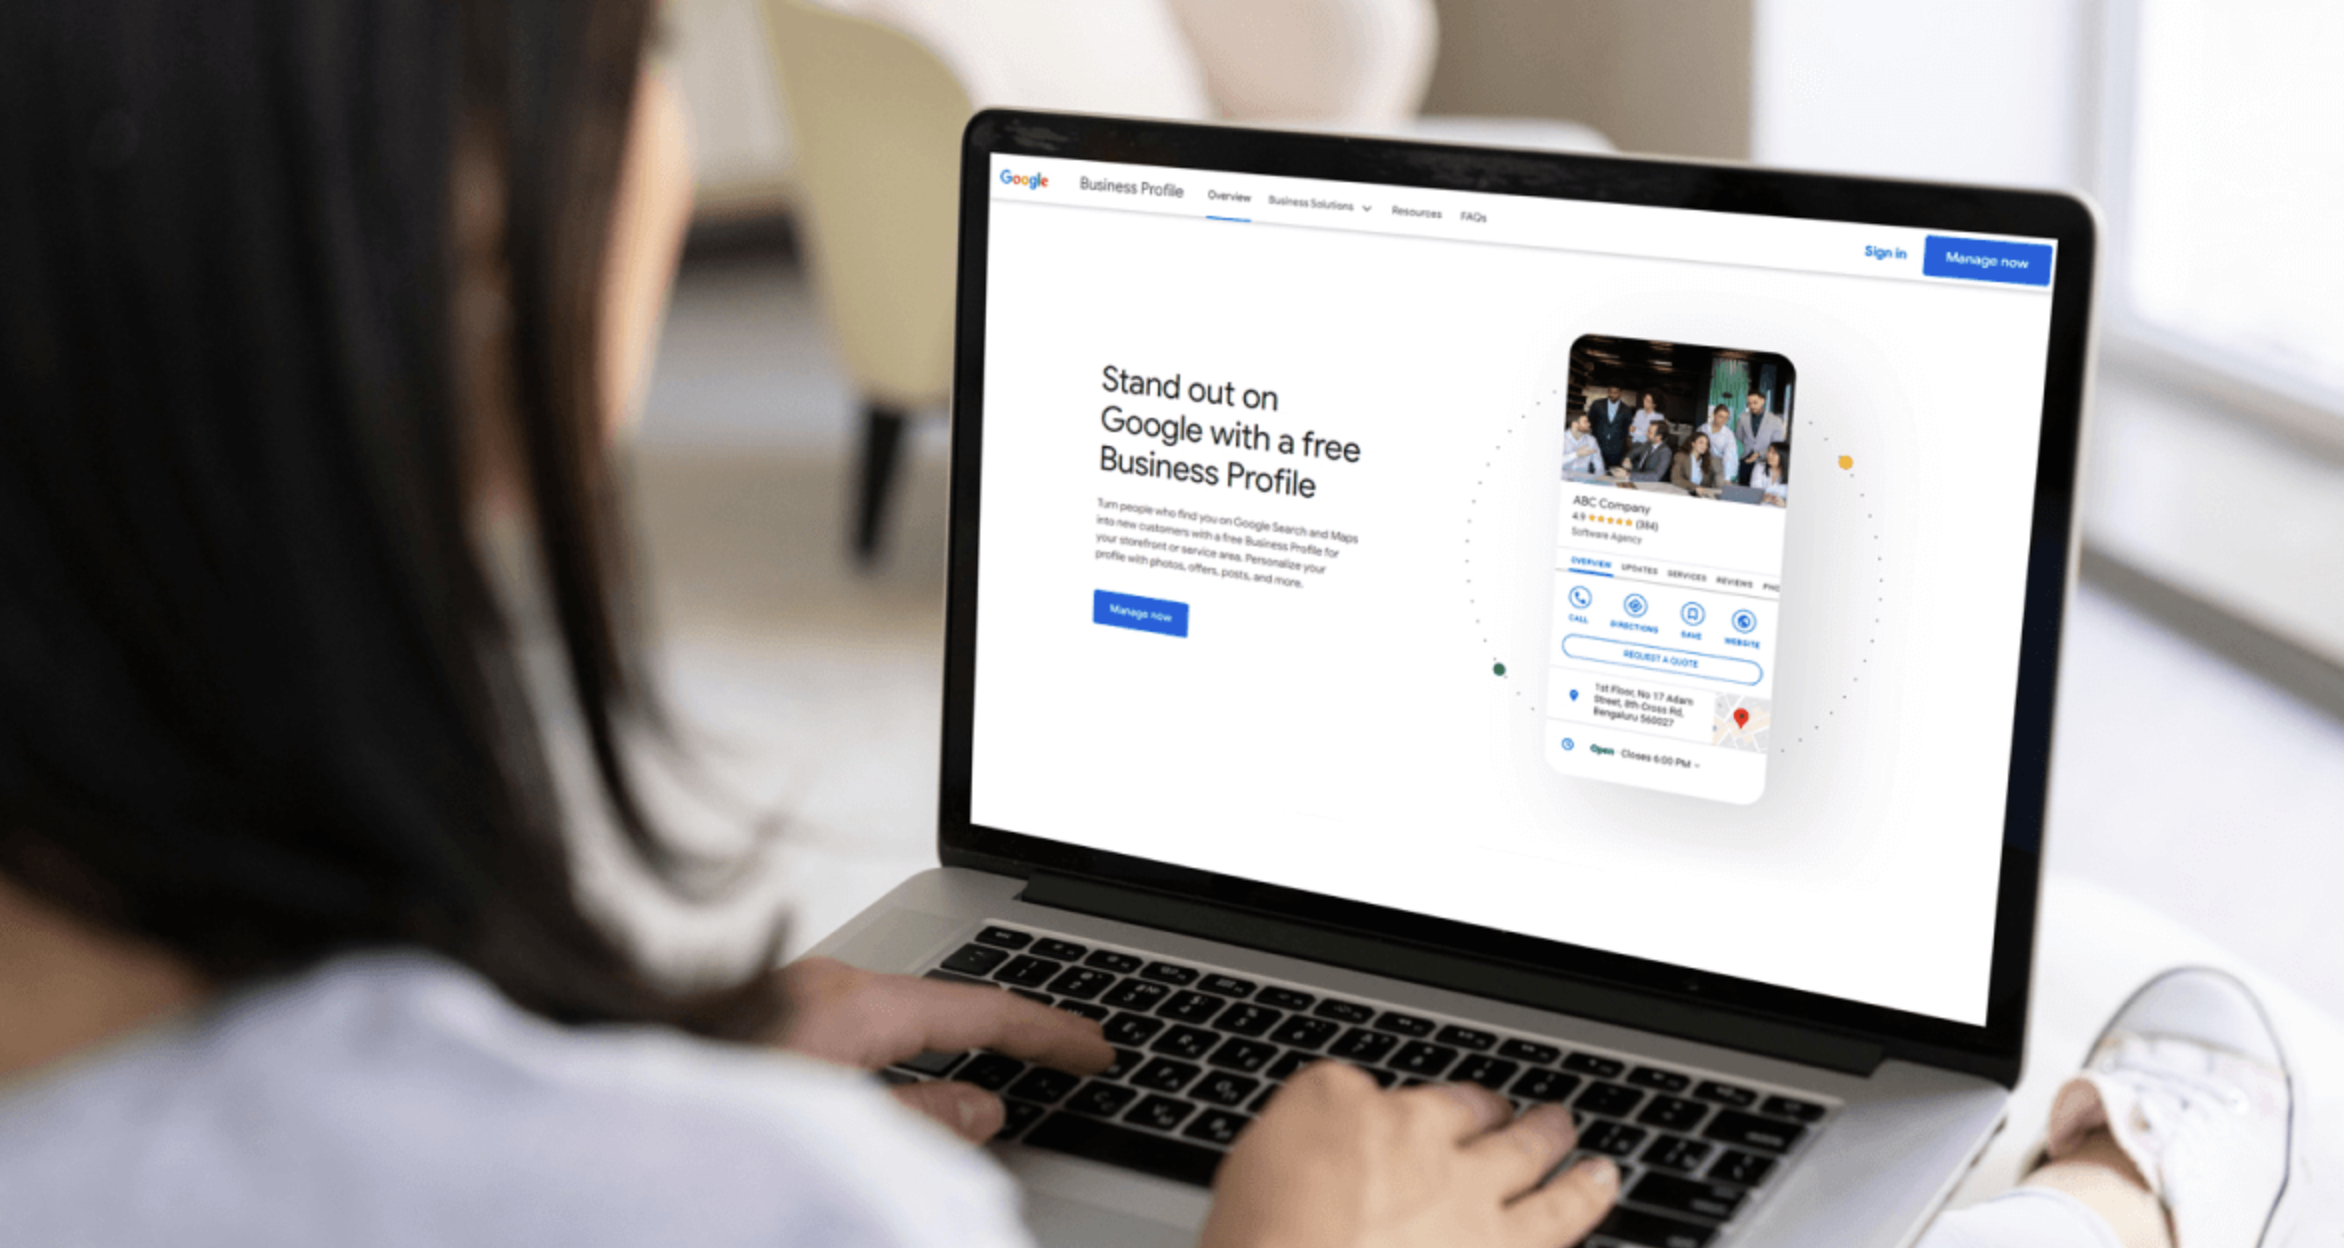 Google Business Profile Overview Business Solutions Resources FAQs
Sign in Manage now
Stand out on
Google with a free
Business Profile
Turn people who find you on Google Search and Maps
into new customers with a free Business Profile for
your storefront or service area. Personalize your
profile with photos, offers, posts, and more.
Manage now
ABC Company
4.9 (384)
Software Agency
OVERVIEW UPDATES SERVICES REVIEWS PHO
CALL DIRECTIONS SAVE WEBSITE
REQUEST A QUOTE
1st Floor, No 17 Adam
Street, 8th Cross Rd,
Bengaluru 560027
Open · Closes 6:00 PM